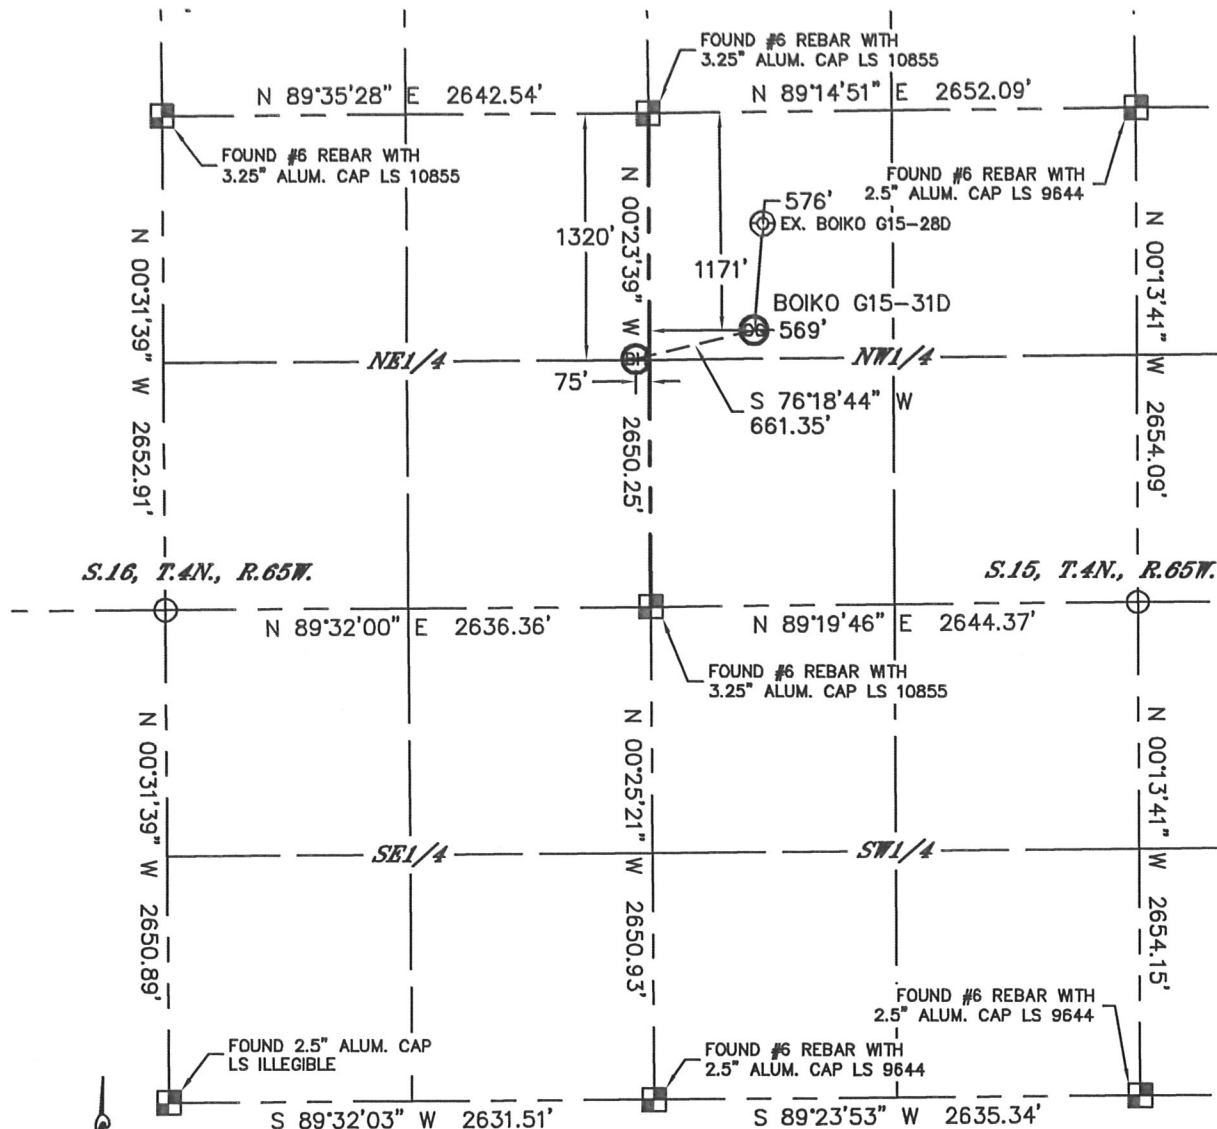 FOUND #6 REBAR WITH
3.25" ALUM. CAP LS 10855
N 89°35'28" E 2642.54'
N 89°14'51" E 2652.09'
FOUND #6 REBAR WITH
3.25" ALUM. CAP LS 10855
FOUND #6 REBAR WITH
2.5" ALUM. CAP LS 9644
N 00°31'39" W 2652.91'
N 00°23'39" W 2650.25'
N 00°13'41" W 2654.09'
576'
EX. BOIKO G15-28D
1320'
1171'
BOIKO G15-31D
569'
NE1/4
NW1/4
75'
S 76°18'44" W
661.35'
S.16, T.4N., R.65W.
S.15, T.4N., R.65W.
N 89°32'00" E 2636.36'
N 89°19'46" E 2644.37'
FOUND #6 REBAR WITH
3.25" ALUM. CAP LS 10855
N 00°31'39" W 2650.89'
N 00°25'21" W 2650.93'
N 00°13'41" W 2654.15'
SE1/4
SW1/4
FOUND #6 REBAR WITH
2.5" ALUM. CAP LS 9644
FOUND 2.5" ALUM. CAP
LS ILLEGIBLE
FOUND #6 REBAR WITH
2.5" ALUM. CAP LS 9644
S 89°32'03" W 2631.51'
S 89°23'53" W 2635.34'